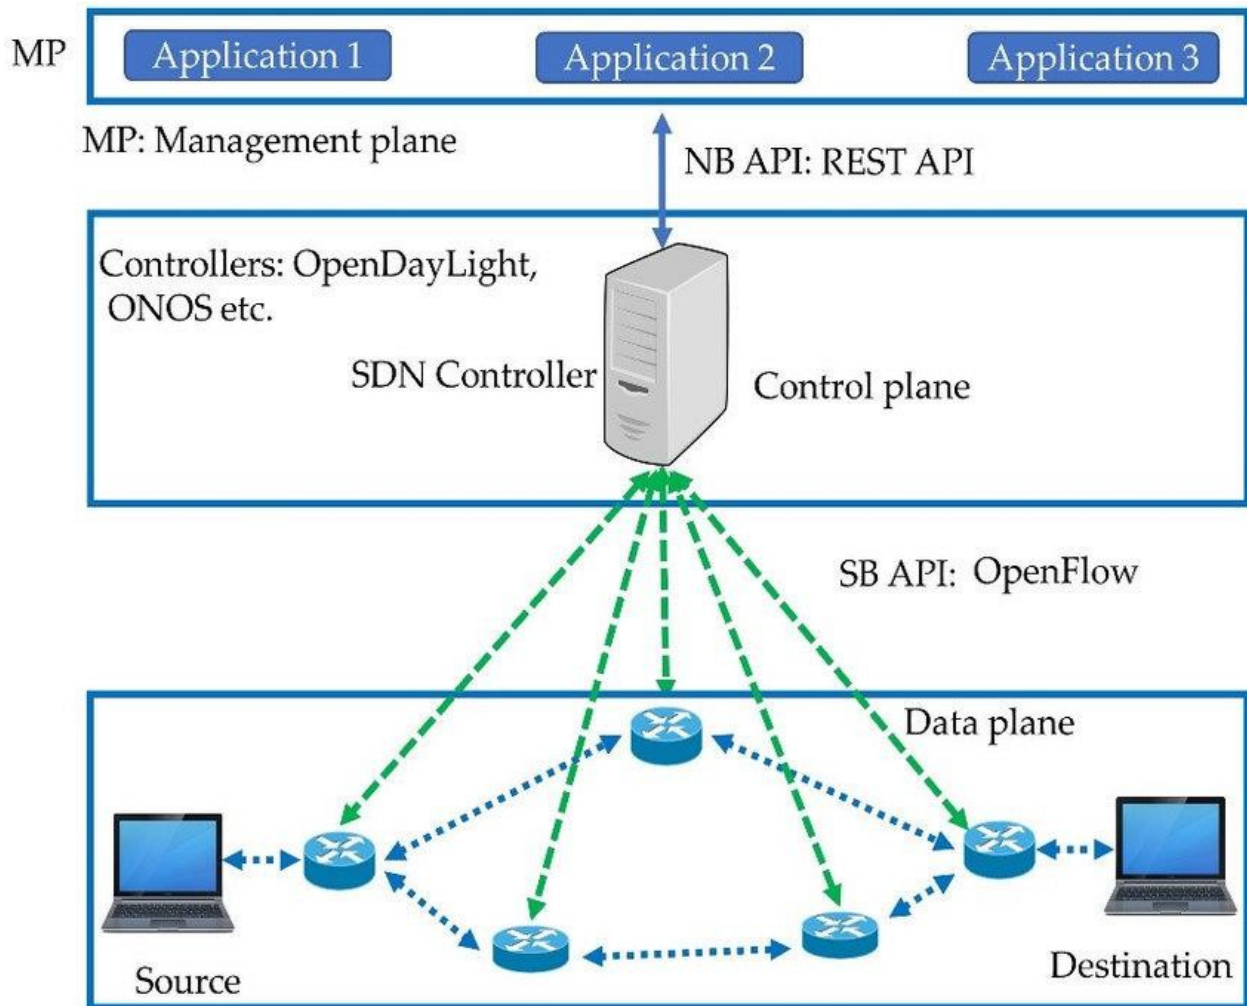 MP
Application 1
Application 2
Application 3
MP: Management plane
NB API: REST API
Controllers: OpenDayLight,
ONOS etc.
SDN Controller
Control plane
SB API: OpenFlow
Data plane
Source
Destination